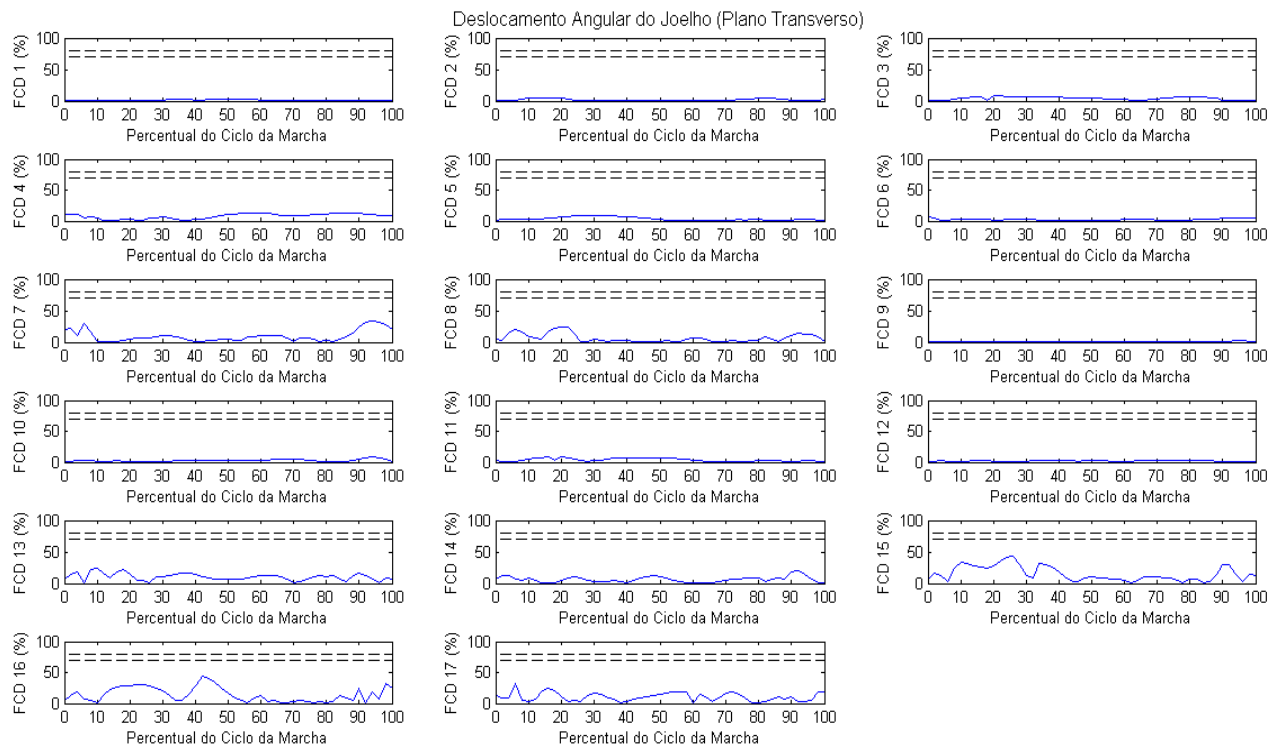 Deslocamento Angular do Joelho (Plano Transverso)
FCD 1 (%)
100
50
0
0 10 20 30 40 50 60 70 80 90 100
Percentual do Ciclo da Marcha
FCD 2 (%)
100
50
0
0 10 20 30 40 50 60 70 80 90 100
Percentual do Ciclo da Marcha
FCD 3 (%)
100
50
0
0 10 20 30 40 50 60 70 80 90 100
Percentual do Ciclo da Marcha
FCD 4 (%)
100
50
0
0 10 20 30 40 50 60 70 80 90 100
Percentual do Ciclo da Marcha
FCD 5 (%)
100
50
0
0 10 20 30 40 50 60 70 80 90 100
Percentual do Ciclo da Marcha
FCD 6 (%)
100
50
0
0 10 20 30 40 50 60 70 80 90 100
Percentual do Ciclo da Marcha
FCD 7 (%)
100
50
0
0 10 20 30 40 50 60 70 80 90 100
Percentual do Ciclo da Marcha
FCD 8 (%)
100
50
0
0 10 20 30 40 50 60 70 80 90 100
Percentual do Ciclo da Marcha
FCD 9 (%)
100
50
0
0 10 20 30 40 50 60 70 80 90 100
Percentual do Ciclo da Marcha
FCD 10 (%)
100
50
0
0 10 20 30 40 50 60 70 80 90 100
Percentual do Ciclo da Marcha
FCD 11 (%)
100
50
0
0 10 20 30 40 50 60 70 80 90 100
Percentual do Ciclo da Marcha
FCD 12 (%)
100
50
0
0 10 20 30 40 50 60 70 80 90 100
Percentual do Ciclo da Marcha
FCD 13 (%)
100
50
0
0 10 20 30 40 50 60 70 80 90 100
Percentual do Ciclo da Marcha
FCD 14 (%)
100
50
0
0 10 20 30 40 50 60 70 80 90 100
Percentual do Ciclo da Marcha
FCD 15 (%)
100
50
0
0 10 20 30 40 50 60 70 80 90 100
Percentual do Ciclo da Marcha
FCD 16 (%)
100
50
0
0 10 20 30 40 50 60 70 80 90 100
Percentual do Ciclo da Marcha
FCD 17 (%)
100
50
0
0 10 20 30 40 50 60 70 80 90 100
Percentual do Ciclo da Marcha